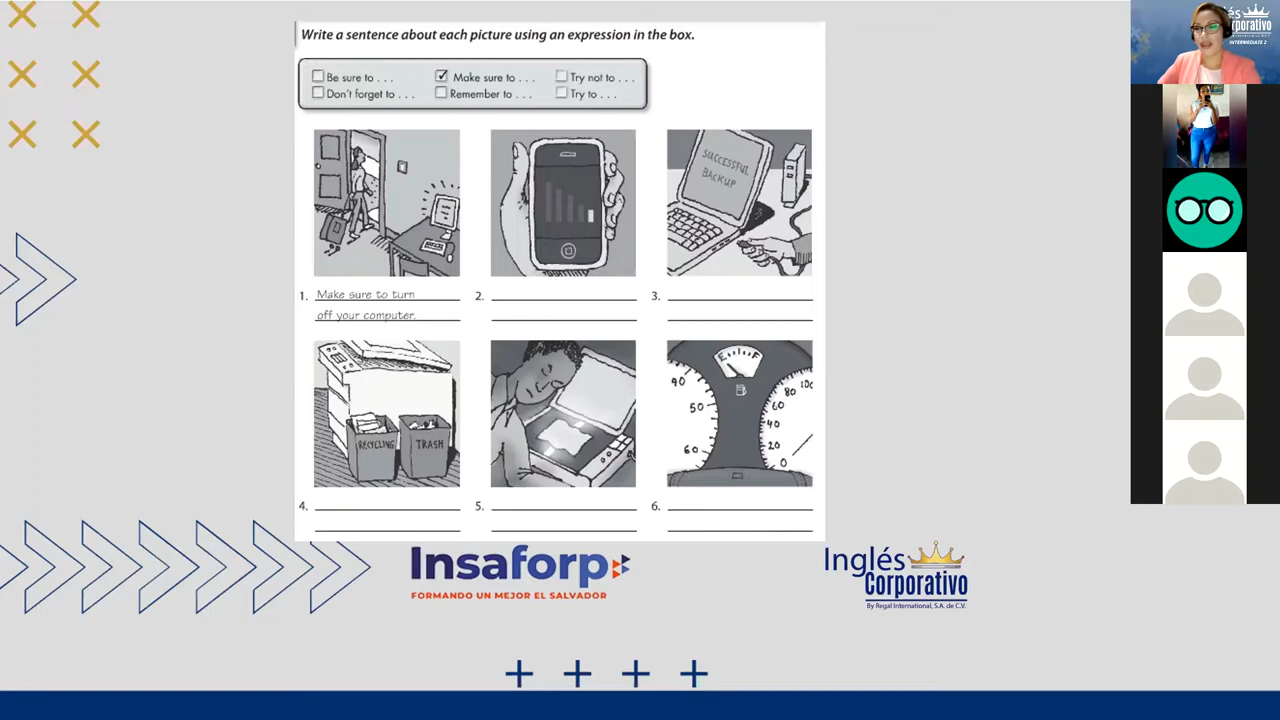 Write a sentence about each picture using an expression in the box.
Be sure to . . .
Make sure to . . .
Try not to . . .
Don't forget to . . .
Remember to . . .
Try to . . .
SUCCESSFUL
BACKUP
1. Make sure to turn
off your computer.
2.
3.
RECYCLING
TRASH
E F
40
50
60
100
80
60
40
20
0
4.
5.
6.
Insaforp
FORMANDO UN MEJOR EL SALVADOR
Inglés
Corporativo
By Regal International, S.A. de C.V.
INTERMEDIATE 2